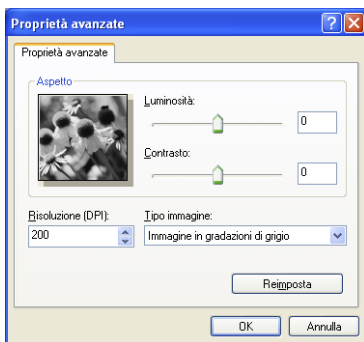 Proprietà avanzate
Proprietà avanzate
Aspetto
Luminosità:
0
Contrasto:
0
Risoluzione (DPI):
Tipo immagine:
200
Immagine in gradazioni di grigio
Reimposta
OK
Annulla